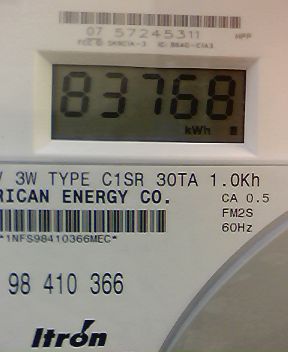 07 57245311
83768
kWh
V 3W TYPE C1SR 30TA 1.0Kh
RICAN ENERGY CO.
CA 0.5
FM2S
*1NFS98410366MEC*
60Hz
98 410 366
Itrón